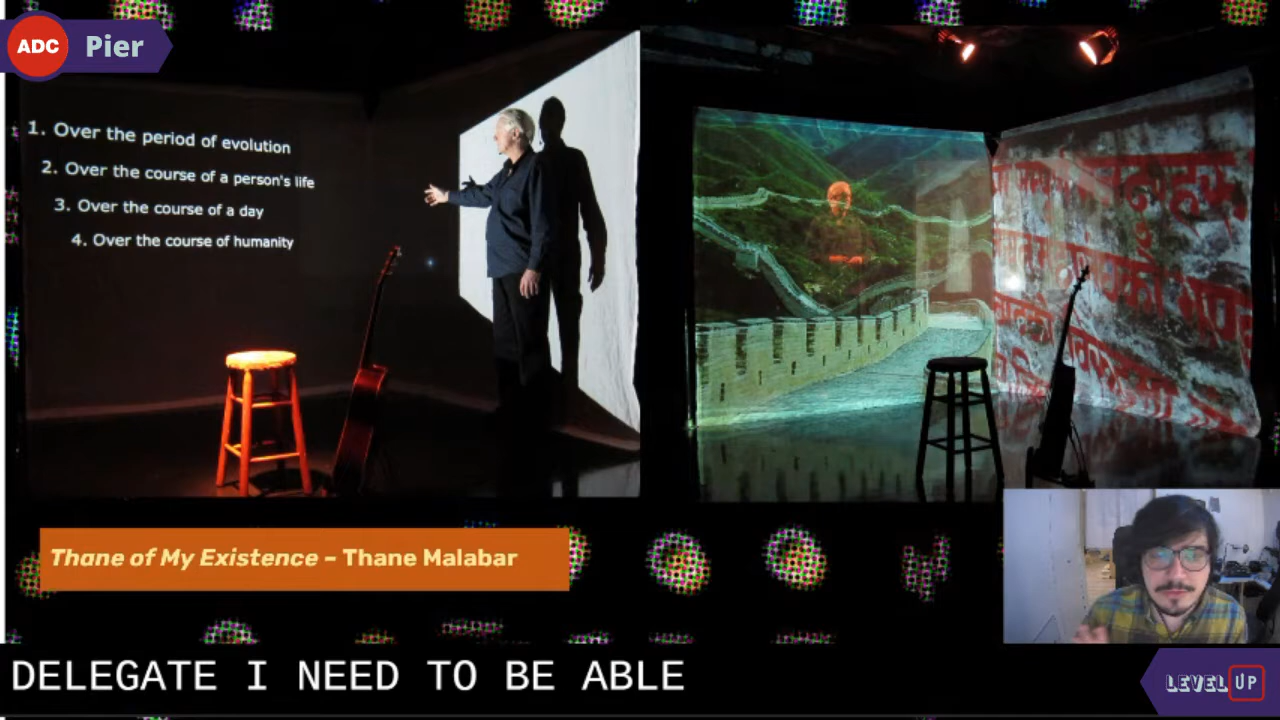 ADC Pier
1. Over the period of evolution
2. Over the course of a person's life
3. Over the course of a day
4. Over the course of humanity
Thane of My Existence – Thane Malabar
DELEGATE I NEED TO BE ABLE
LEVEL UP